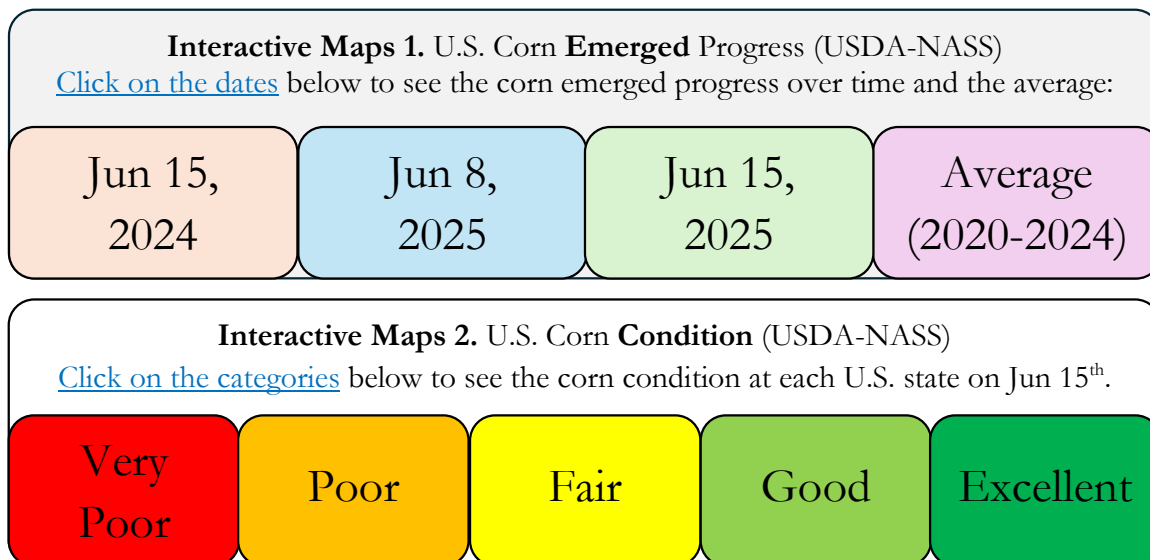 Interactive Maps 1. U.S. Corn Emerged Progress (USDA-NASS)
Click on the dates below to see the corn emerged progress over time and the average:
Jun 15,
2024
Jun 8,
2025
Jun 15,
2025
Average
(2020-2024)
Interactive Maps 2. U.S. Corn Condition (USDA-NASS)
Click on the categories below to see the corn condition at each U.S. state on Jun 15th.
Very
Poor
Poor
Fair
Good
Excellent